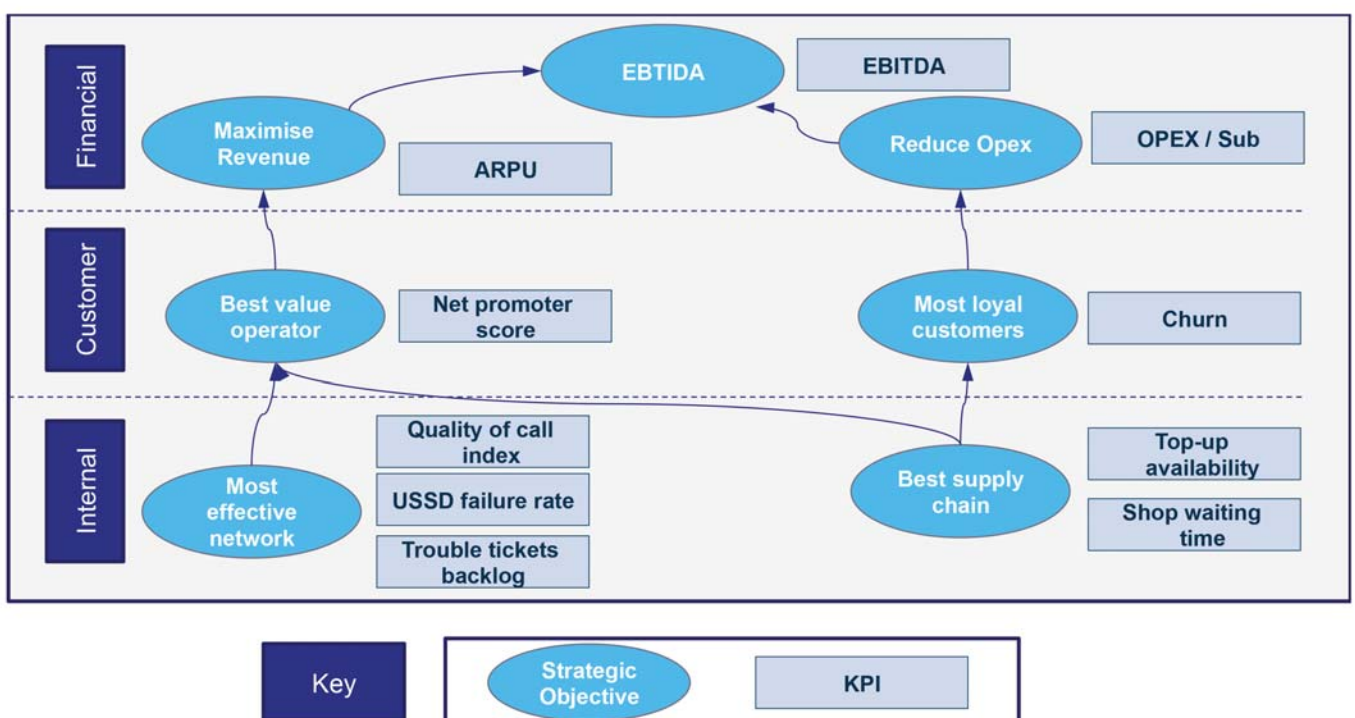 Financial
EBTIDA
EBITDA
Maximise
Revenue
ARPU
Reduce Opex
OPEX / Sub
Customer
Best value
operator
Net promoter
score
Most loyal
customers
Churn
Internal
Most
effective
network
Quality of call
index
USSD failure rate
Trouble tickets
backlog
Best supply
chain
Top-up
availability
Shop waiting
time
Key
Strategic
Objective
KPI